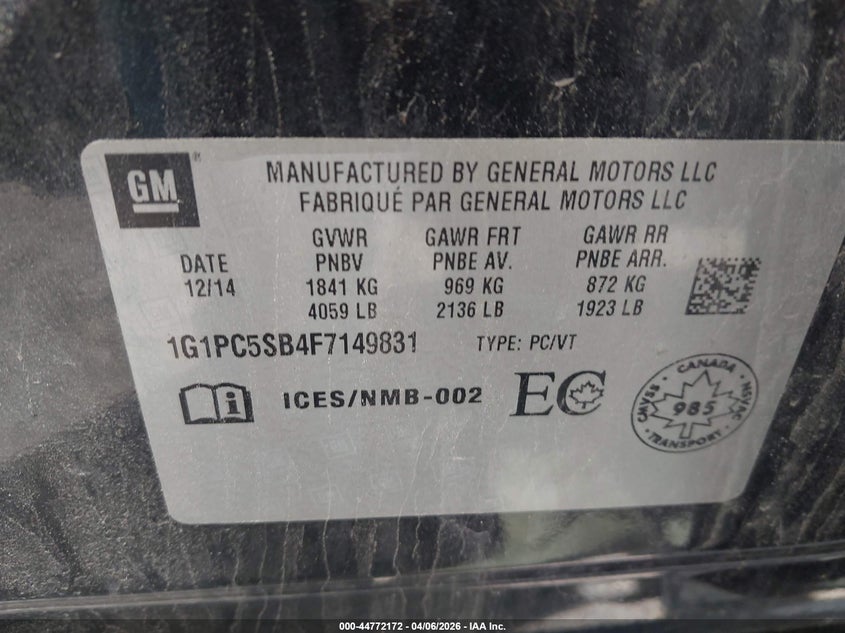 GM
MANUFACTURED BY GENERAL MOTORS LLC
FABRIQUÉ PAR GENERAL MOTORS LLC
GVWR GAWR FRT GAWR RR
DATE PNBV PNBE AV. PNBE ARR.
12/14 1841 KG 969 KG 872 KG
4059 LB 2136 LB 1923 LB
1G1PC5SB4F7149831 TYPE: PC/VT
i ICES/NMB-002 EC
CANADA
CMVSS 985 NSVAC
TRANSPORT
000-44772172 | 04/06/2026 - IAA Inc.